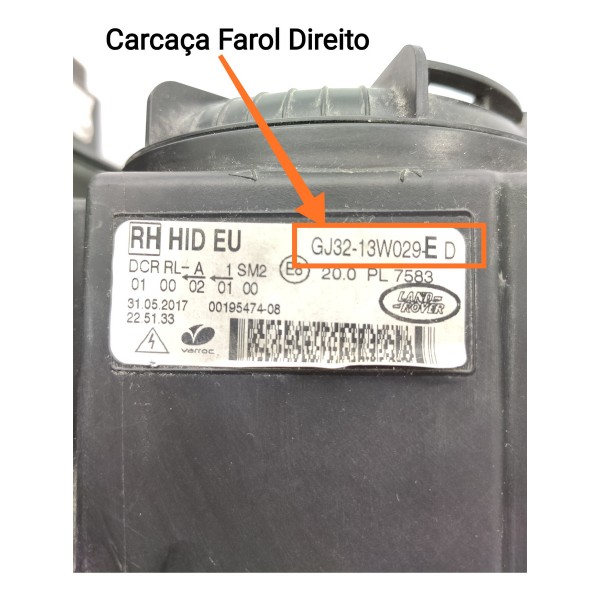 Carcaça Farol Direito
RH HID EU GJ32-13W029-E D
DCR RL-A 1 SM2 E8 20.0 PL 7583
01 00 02 01 00
31.05.2017 00195474-08
22.51.33
LAND-
ROVER
varroc